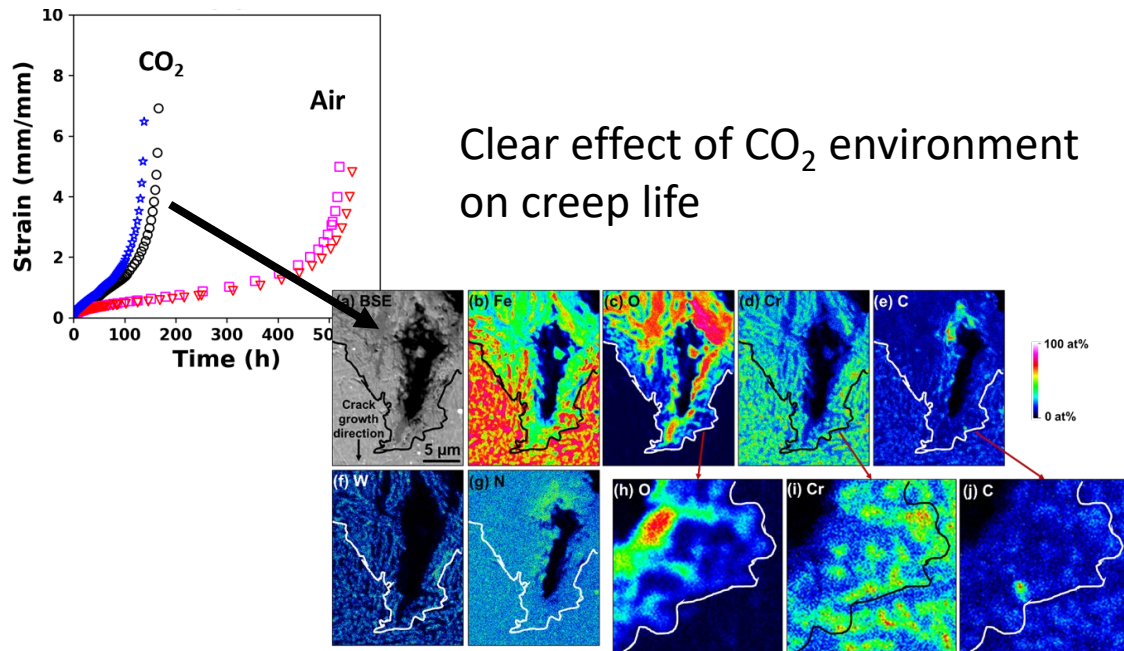 10
8
6
4
2
0
Strain (mm/mm)
CO₂
Air
0 100 200 300 400 50
Time (h)
Clear effect of CO₂ environment
on creep life
(a) BSE
Crack
growth
direction
5 µm
(b) Fe
(c) O
(d) Cr
(e) C
100 at%
0 at%
(f) W
(g) N
(h) O
(i) Cr
(j) C